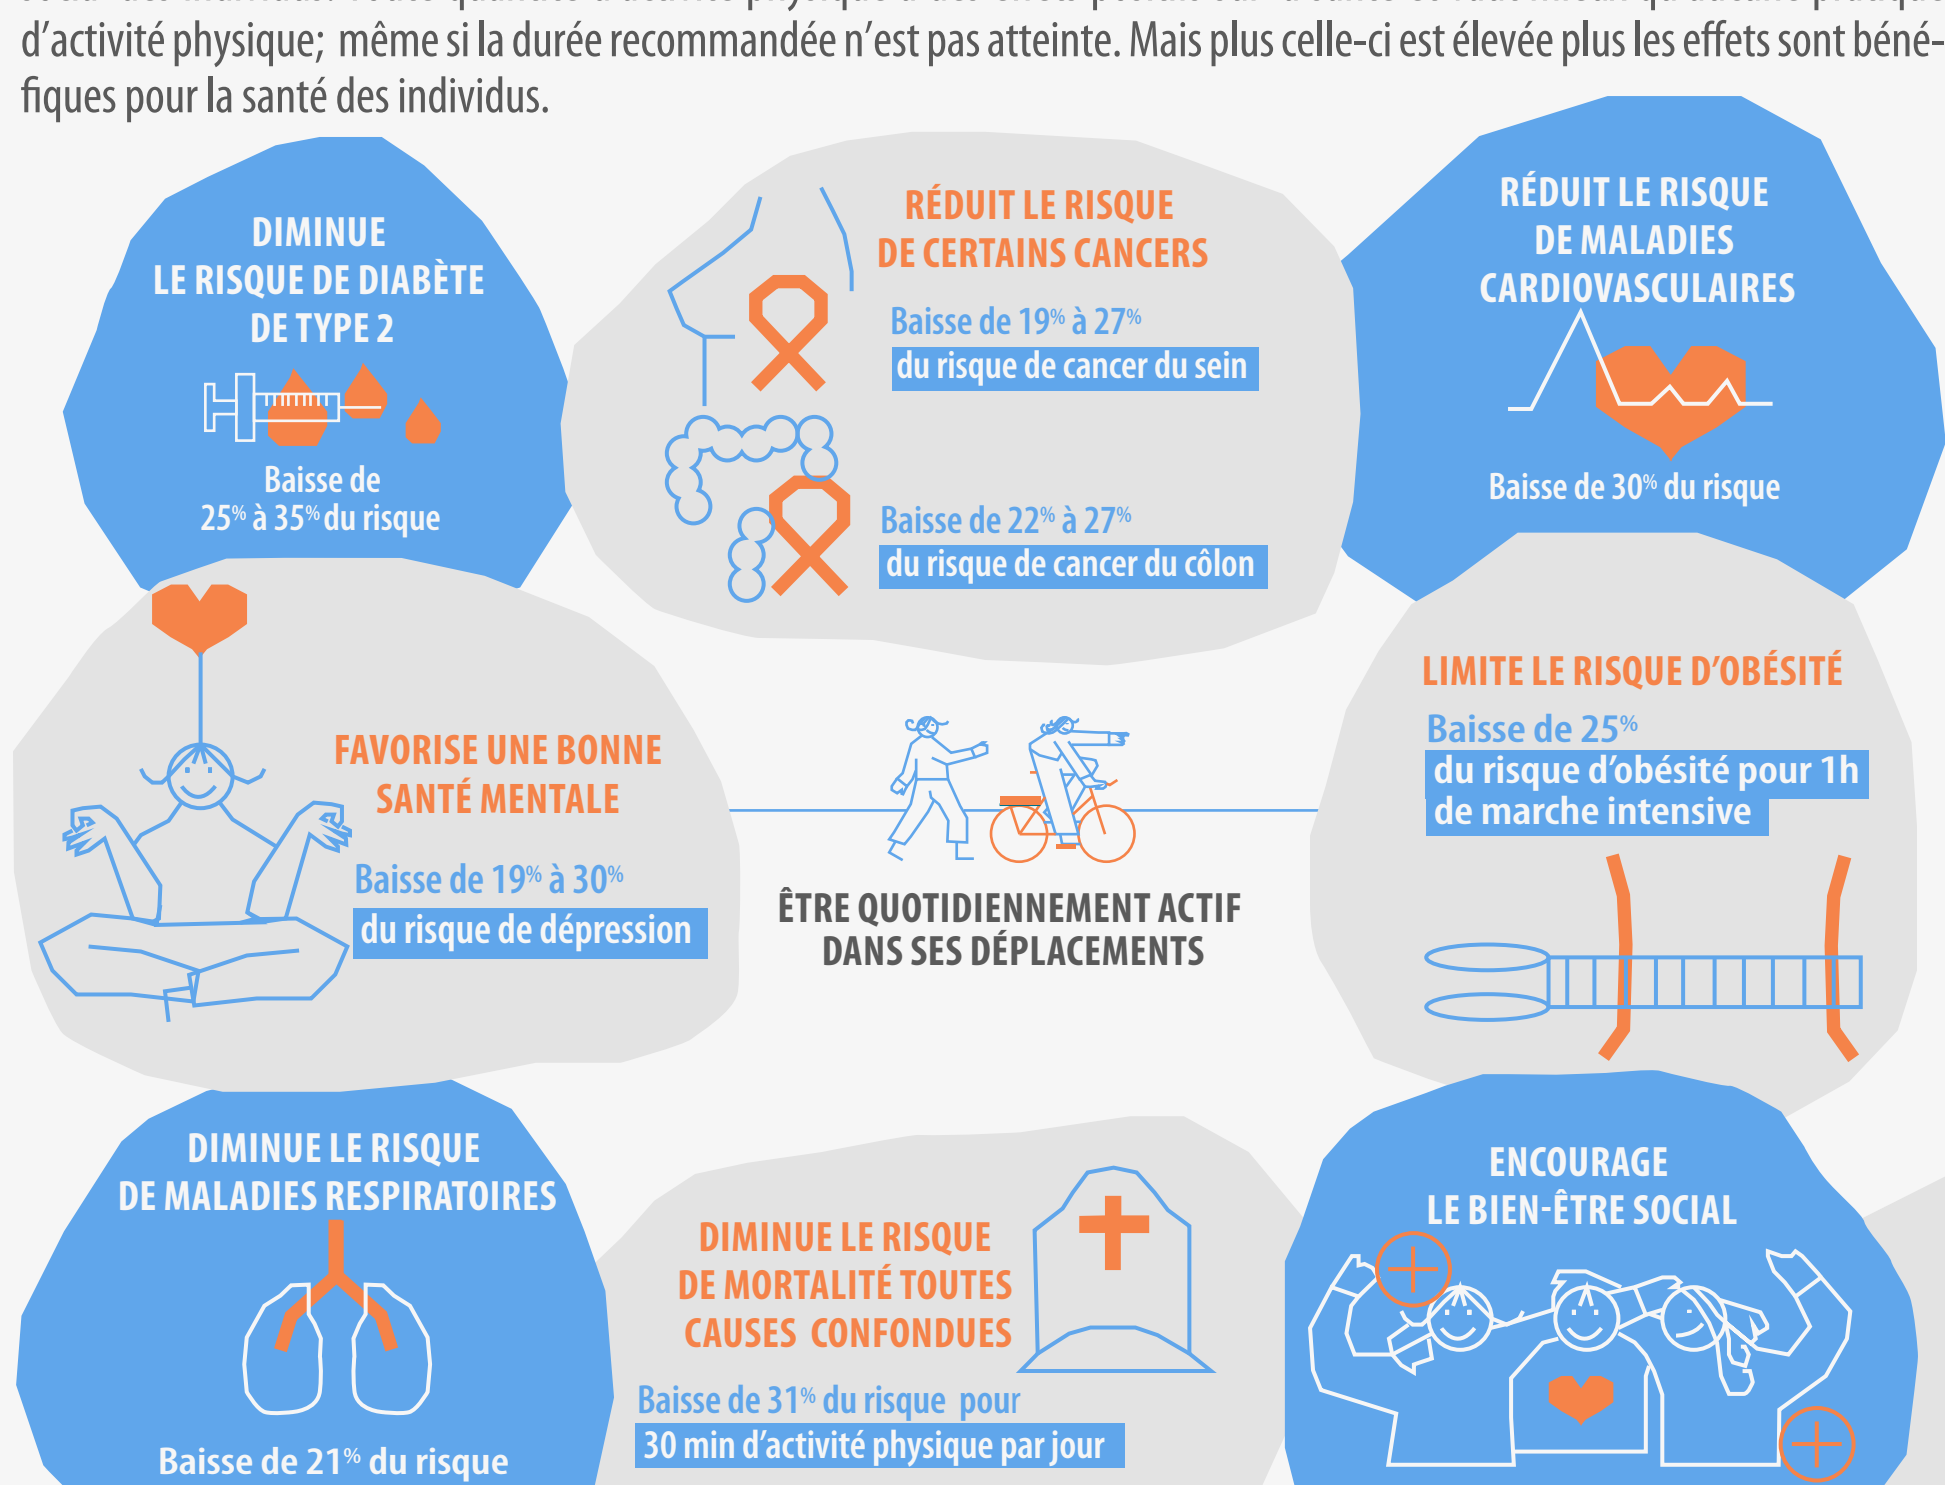 d’activité physique; même si la durée recommandée n’est pas atteinte. Mais plus celle-ci est élevée plus les effets sont béné-
fiques pour la santé des individus.
DIMINUE
LE RISQUE DE DIABÈTE
DE TYPE 2
Baisse de
25% à 35% du risque
RÉDUIT LE RISQUE
DE CERTAINS CANCERS
Baisse de 19% à 27%
du risque de cancer du sein
Baisse de 22% à 27%
du risque de cancer du côlon
RÉDUIT LE RISQUE
DE MALADIES
CARDIOVASCULAIRES
Baisse de 30% du risque
FAVORISE UNE BONNE
SANTÉ MENTALE
Baisse de 19% à 30%
du risque de dépression
ÊTRE QUOTIDIENNEMENT ACTIF
DANS SES DÉPLACEMENTS
LIMITE LE RISQUE D’OBÉSITÉ
Baisse de 25%
du risque d’obésité pour 1h
de marche intensive
DIMINUE LE RISQUE
DE MALADIES RESPIRATOIRES
Baisse de 21% du risque
DIMINUE LE RISQUE
DE MORTALITÉ TOUTES
CAUSES CONFONDUES
Baisse de 31% du risque pour
30 min d’activité physique par jour
ENCOURAGE
LE BIEN-ÊTRE SOCIAL